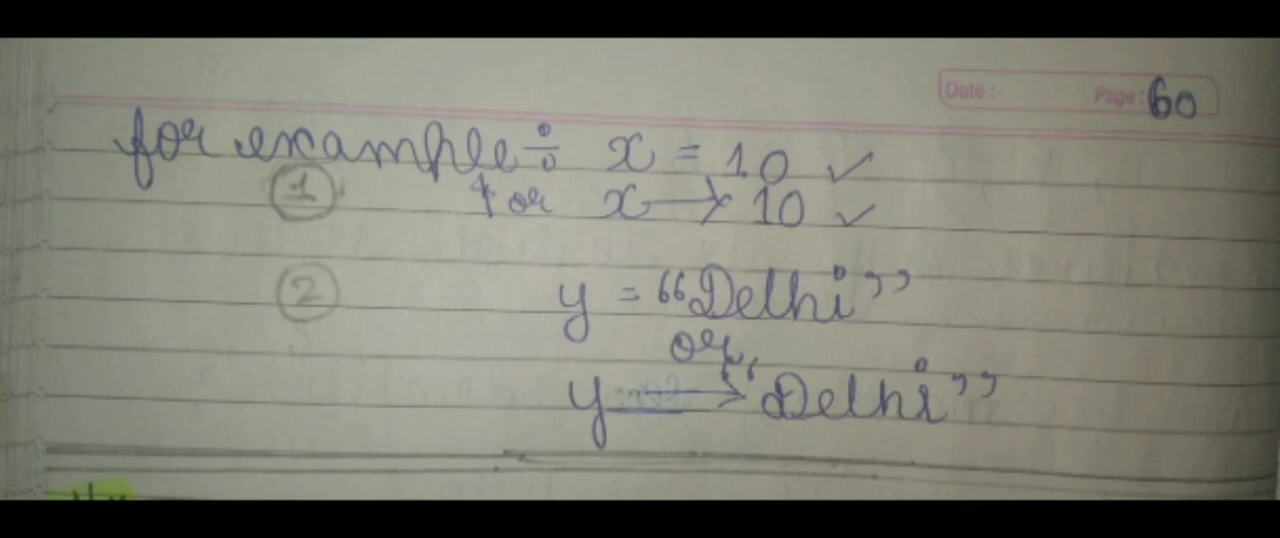 Date : Page : 60
for example ÷ x = 10 ✓
① or x → 10 ✓
② y = “Delhi”
or
y → “Delhi”